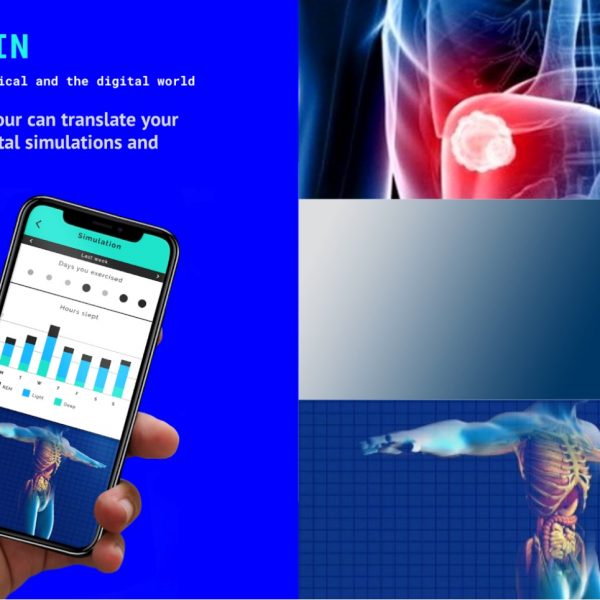 IN
ical and the digital world
our can translate your
tal simulations and
Simulation
Last week
Days you exercised
Hours slept
M T W T F S S
REM Light Deep